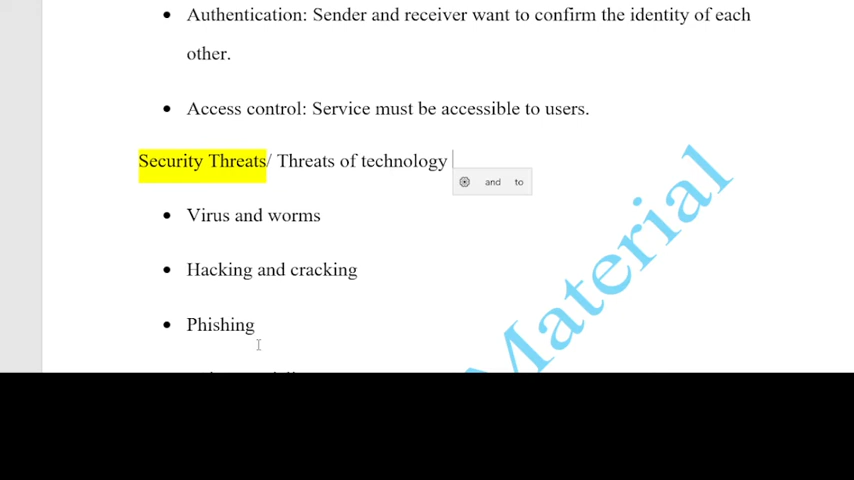 • Authentication: Sender and receiver want to confirm the identity of each
other.
• Access control: Service must be accessible to users.
Security Threats/ Threats of technology
and to
• Virus and worms
• Hacking and cracking
• Phishing
Material